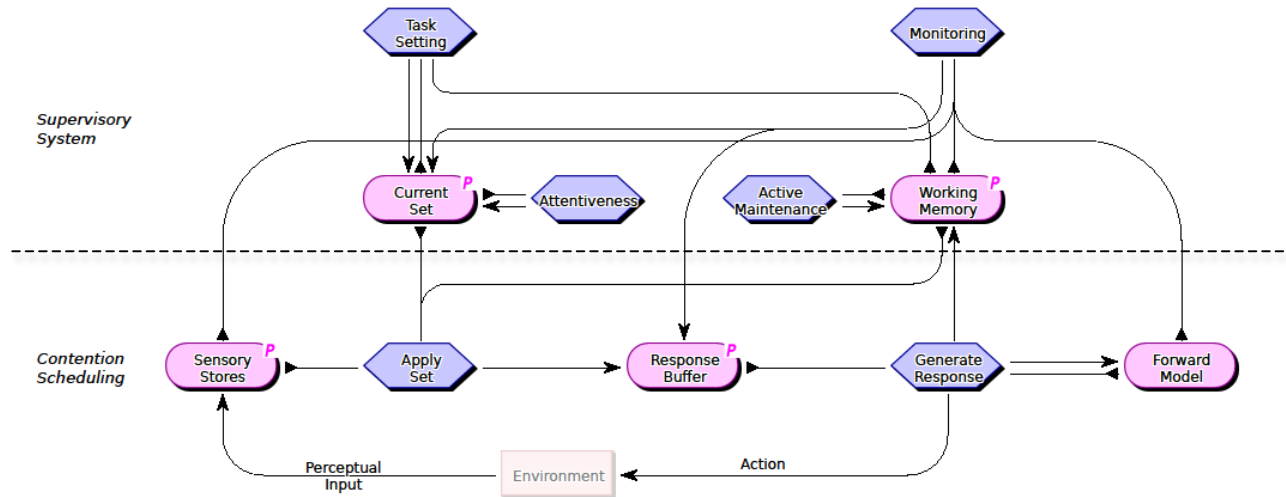 Task
Setting
Monitoring
Supervisory
System
P
Current
Set
Attentiveness
Active
Maintenance
P
Working
Memory
Contention
Scheduling
P
Sensory
Stores
Apply
Set
P
Response
Buffer
Generate
Response
Forward
Model
Perceptual
Input
Environment
Action